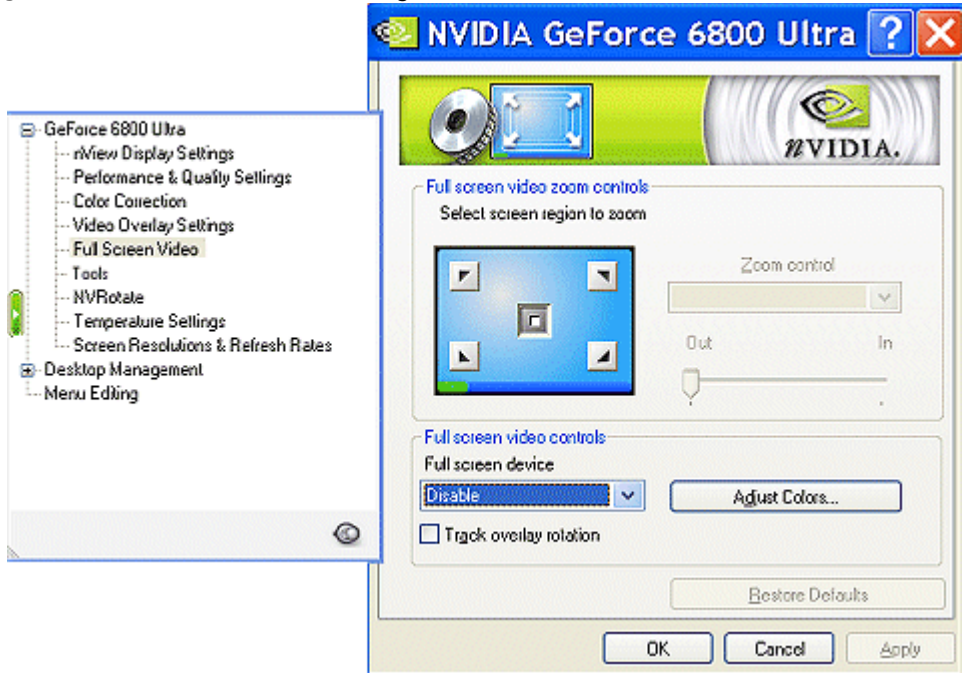 NVIDIA GeForce 6800 Ultra
GeForce 6800 Ultra
nView Display Settings
Performance & Quality Settings
Color Correction
Video Overlay Settings
Full Screen Video
Tools
NVRotate
Temperature Settings
Screen Resolutions & Refresh Rates
Desktop Management
Menu Editing
nVIDIA.
Full screen video zoom controls
Select screen region to zoom
Zoom control
Out In
Full screen video controls
Full screen device
Disable
Adjust Colors...
Track overlay rotation
Restore Defaults
OK Cancel Apply